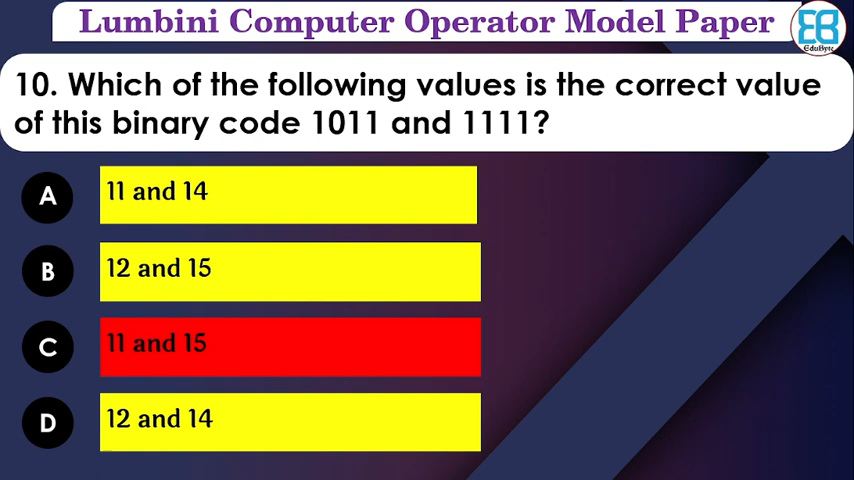 Lumbini Computer Operator Model Paper
EduByte
10. Which of the following values is the correct value
of this binary code 1011 and 1111?
A
11 and 14
B
12 and 15
C
11 and 15
D
12 and 14